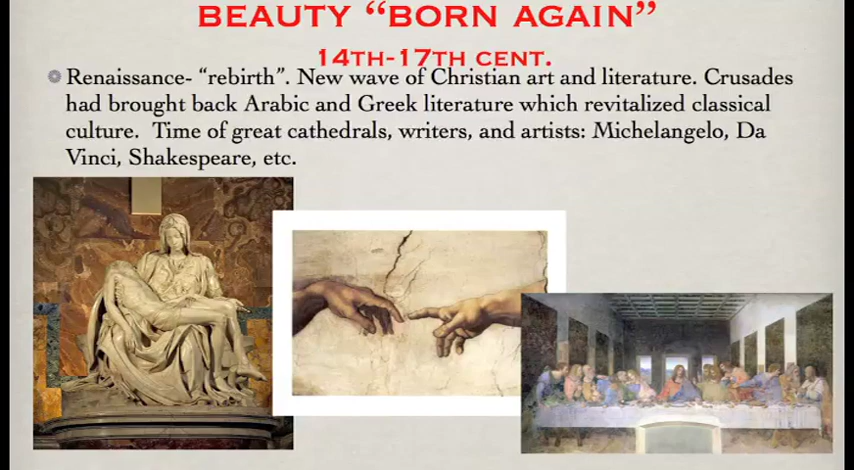 BEAUTY “BORN AGAIN”
14TH-17TH CENT.
Renaissance- “rebirth”. New wave of Christian art and literature. Crusades
had brought back Arabic and Greek literature which revitalized classical
culture.  Time of great cathedrals, writers, and artists: Michelangelo, Da
Vinci, Shakespeare, etc.